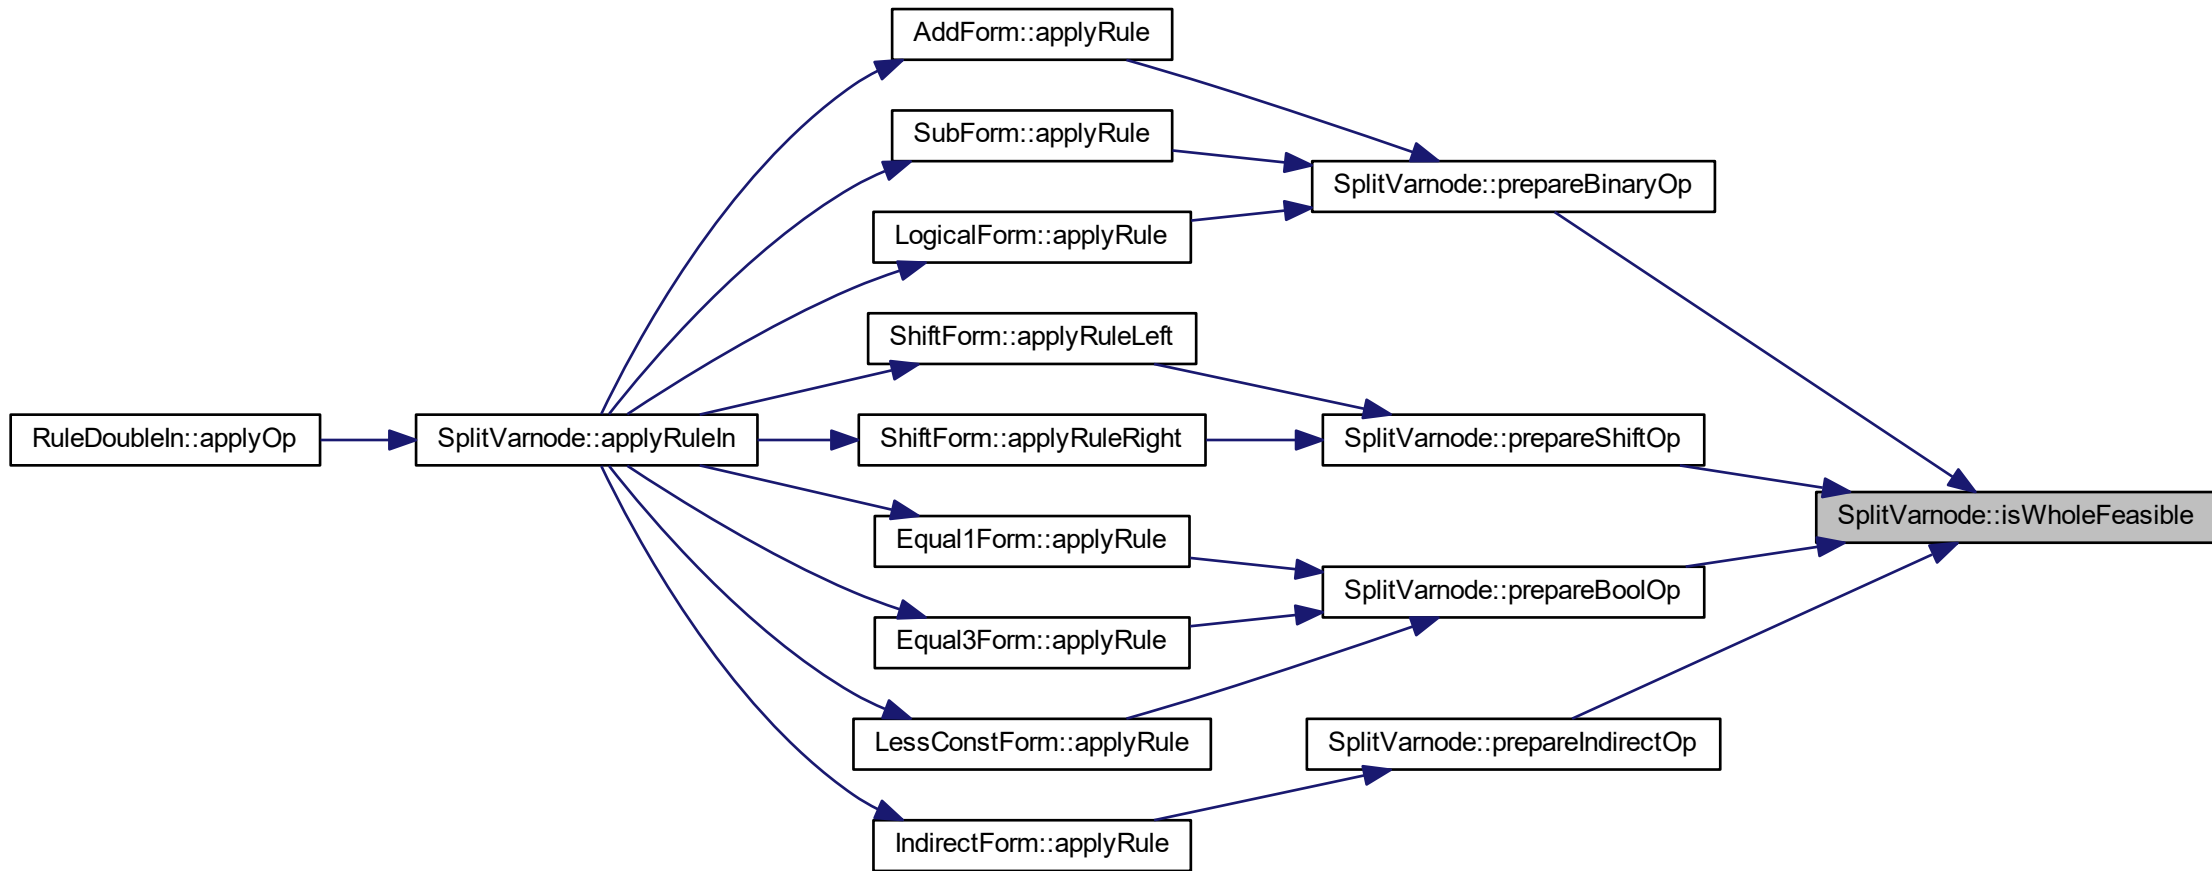 AddForm::applyRule
SubForm::applyRule
SplitVarnode::prepareBinaryOp
LogicalForm::applyRule
ShiftForm::applyRuleLeft
RuleDoubleIn::applyOp
SplitVarnode::applyRuleIn
ShiftForm::applyRuleRight
SplitVarnode::prepareShiftOp
SplitVarnode::isWholeFeasible
Equal1Form::applyRule
SplitVarnode::prepareBoolOp
Equal3Form::applyRule
LessConstForm::applyRule
SplitVarnode::prepareIndirectOp
IndirectForm::applyRule